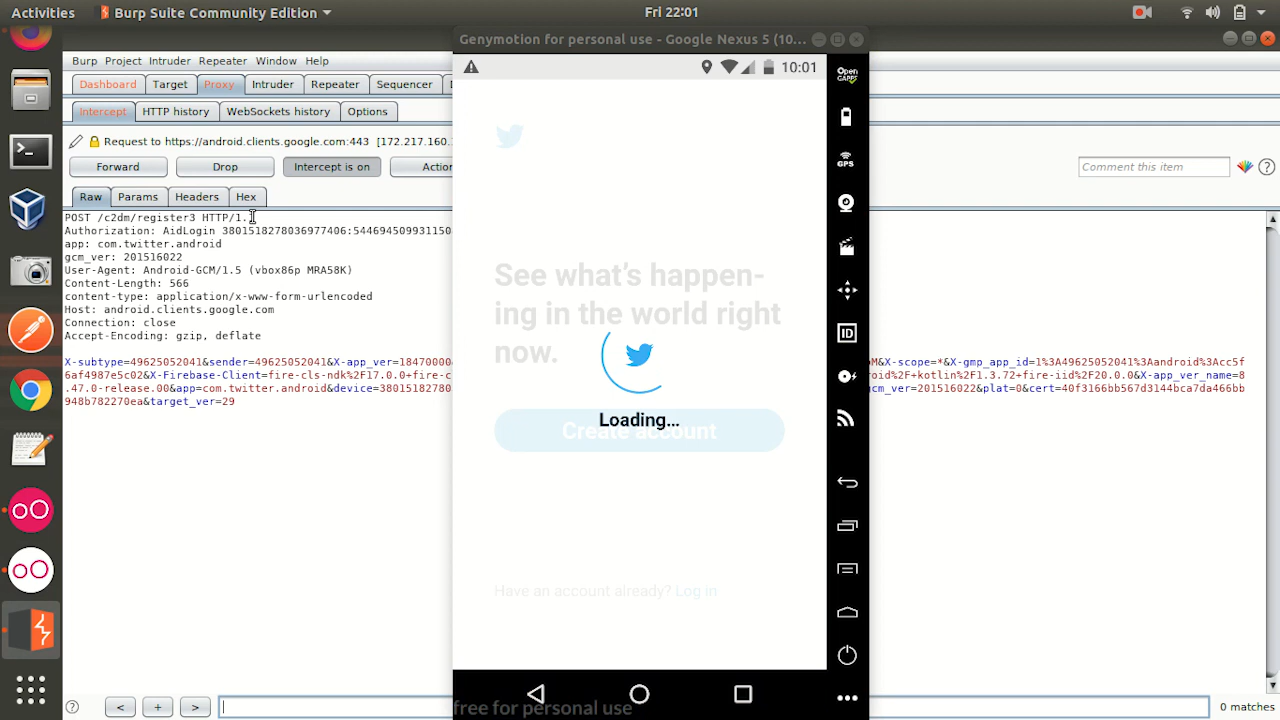 Activities
Burp Suite Community Edition
Fri 22:01
Burp Project Intruder Repeater Window Help
Dashboard Target Proxy Intruder Repeater Sequencer
Intercept HTTP history WebSockets history Options
Request to https://android.clients.google.com:443 [172.217.160.
Forward Drop Intercept is on Action
Comment this item
Raw Params Headers Hex
POST /c2dm/register3 HTTP/1.
Authorization: AidLogin 3801518278036977406:544694509931150
app: com.twitter.android
gcm_ver: 201516022
User-Agent: Android-GCM/1.5 (vbox86p MRA58K)
Content-Length: 566
content-type: application/x-www-form-urlencoded
Host: android.clients.google.com
Connection: close
Accept-Encoding: gzip, deflate
X-subtype=49625052041&sender=49625052041&X-app_ver=1847000
M&X-scope=*&X-gmp_app_id=1%3A49625052041%3Aandroid%3Acc5f
6af4987e5c02&X-Firebase-Client=fire-cls-ndk%2F17.0.0+fire-c
oid%2F-+kotlin%2F1.3.72+fire-iid%2F20.0.0&X-app_ver_name=8
.47.0-release.00&app=com.twitter.android&device=38015182780
gcm_ver=201516022&plat=0&cert=40f3166bb567d3144bca7da466bb
948b782270ea&target_ver=29
Genymotion for personal use - Google Nexus 5 (10...
10:01
See what's happen-
ing in the world right
now.
Loading...
Create account
Have an account already? Log in
free for personal use
Open
GAPPS
GPS
ID
< + >
0 matches